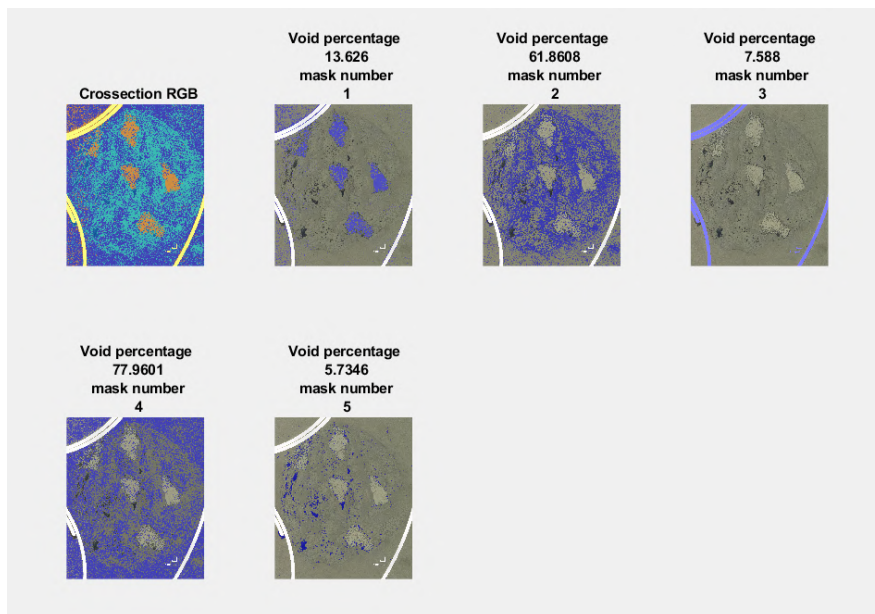 Crossection RGB
Void percentage
13.626
mask number
1
Void percentage
61.8608
mask number
2
Void percentage
7.588
mask number
3
Void percentage
77.9601
mask number
4
Void percentage
5.7346
mask number
5